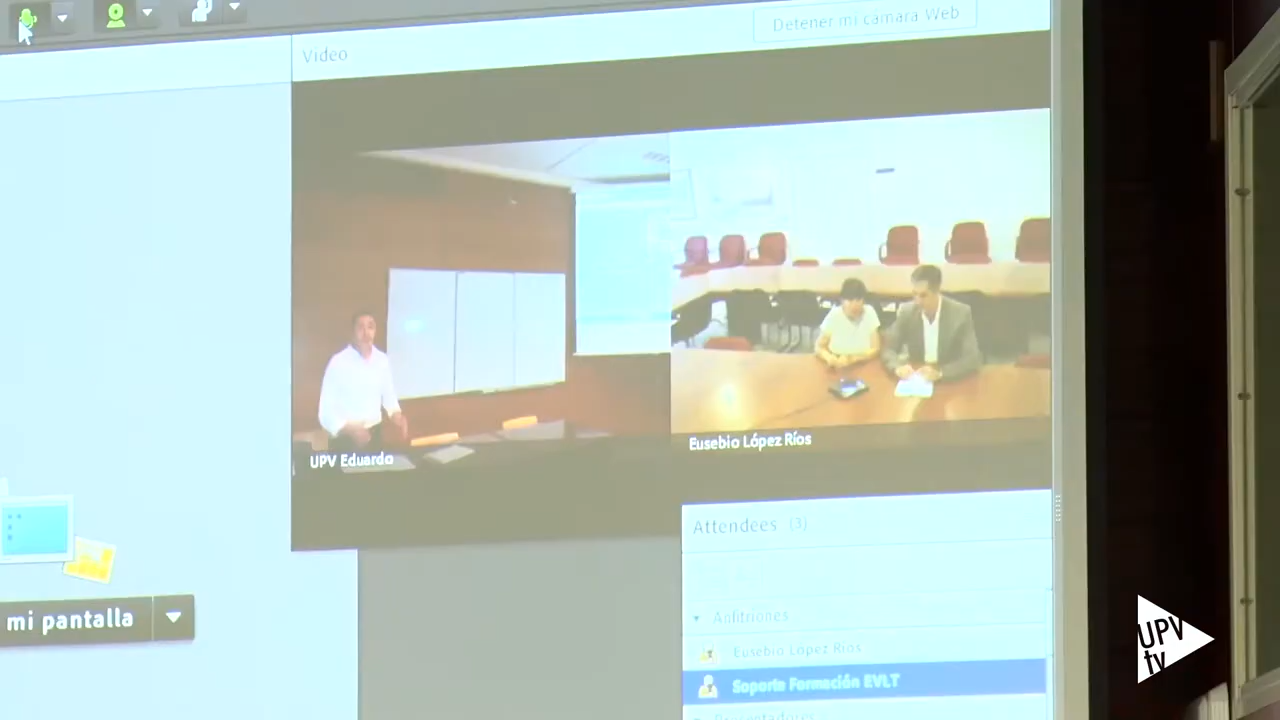 Detener mi cámara Web
Video
UPV Eduardo
Eusebio López Ríos
Attendees (3)
Anfitriones
Eusebio López Ríos
Soporte Formación EVLT
Presentadores
mi pantalla
UPV
tv